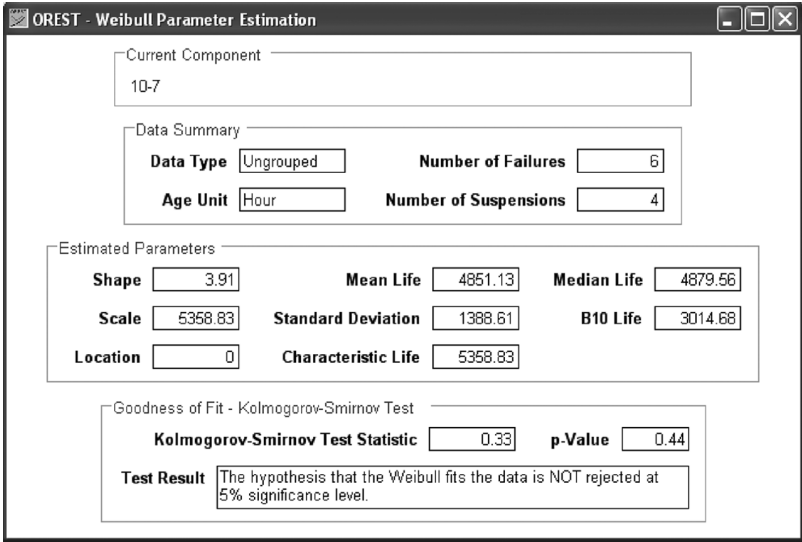 OREST - Weibull Parameter Estimation
Current Component
10-7
Data Summary
Data Type Ungrouped Number of Failures 6
Age Unit Hour Number of Suspensions 4
Estimated Parameters
Shape 3.91 Mean Life 4851.13 Median Life 4879.56
Scale 5358.83 Standard Deviation 1388.61 B10 Life 3014.68
Location 0 Characteristic Life 5358.83
Goodness of Fit - Kolmogorov-Smirnov Test
Kolmogorov-Smirnov Test Statistic 0.33 p-Value 0.44
Test Result The hypothesis that the Weibull fits the data is NOT rejected at
5% significance level.